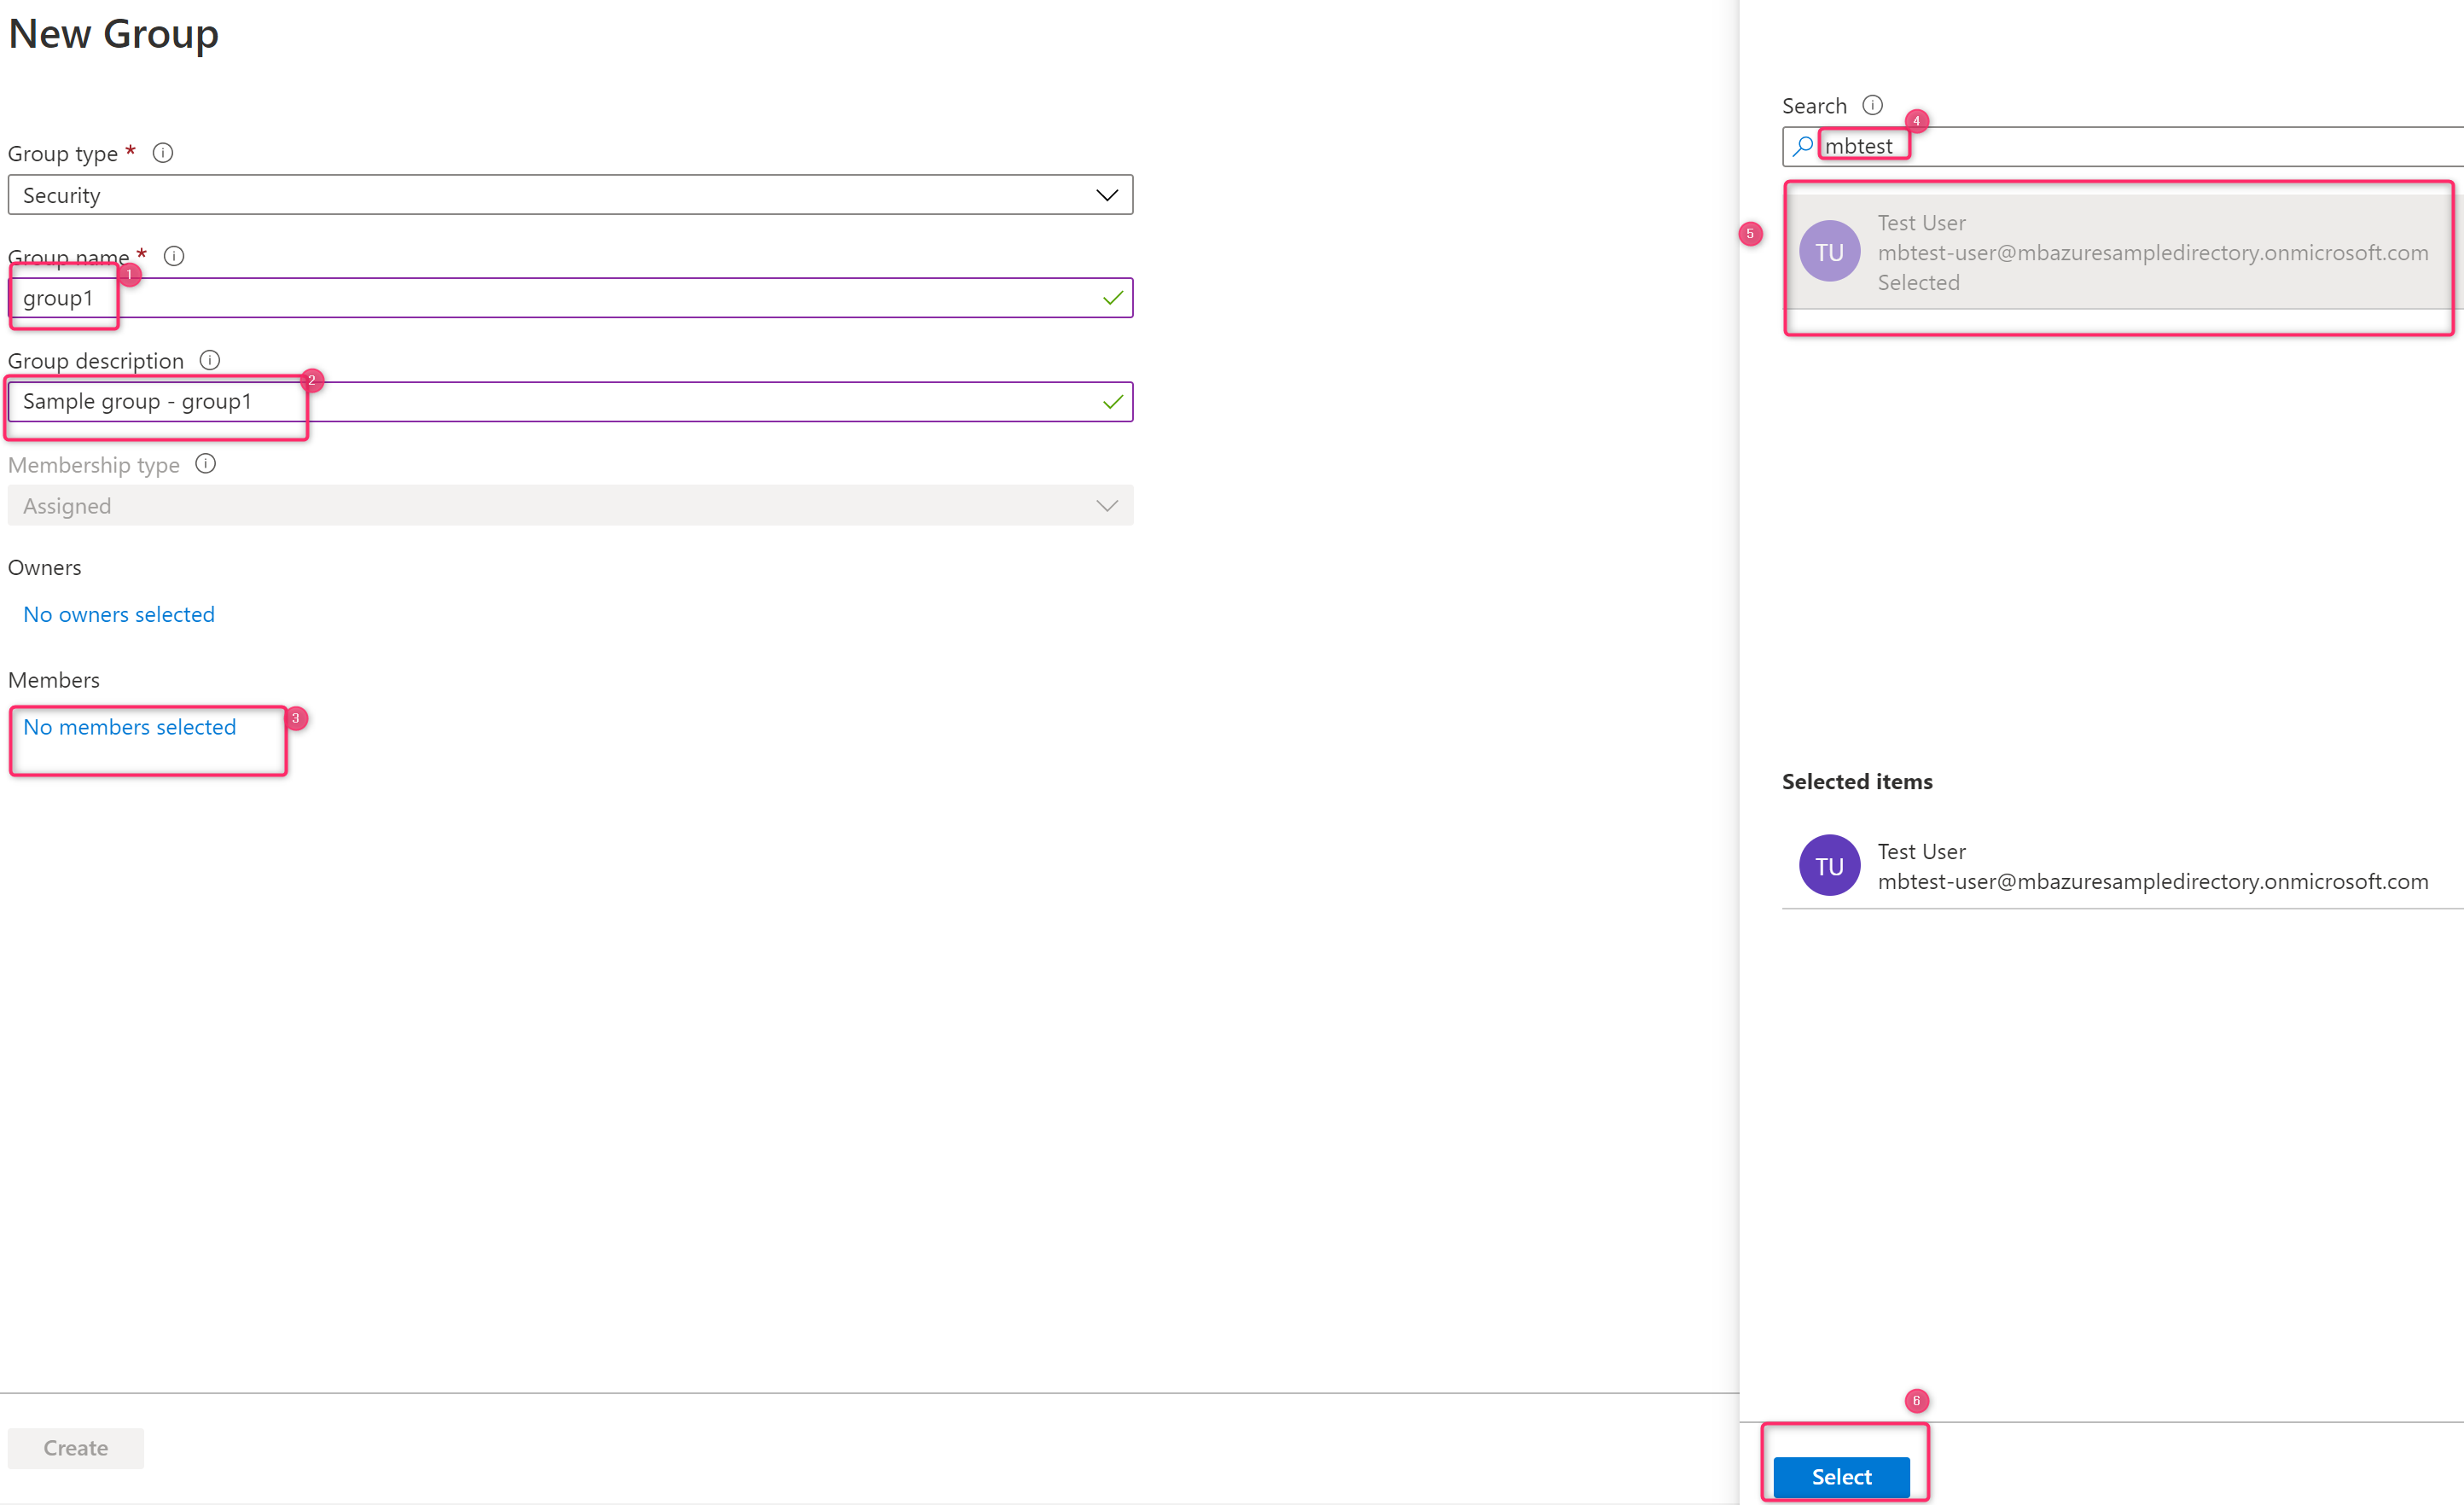 New Group
Group type *
Security
Group name *
1
group1
Group description
2
Sample group - group1
Membership type
Assigned
Owners
No owners selected
Members
3
No members selected
Create
Search
4
mbtest
5
TU
Test User
mbtest-user@mbazuresampledirectory.onmicrosoft.com
Selected
Selected items
TU
Test User
mbtest-user@mbazuresampledirectory.onmicrosoft.com
6
Select